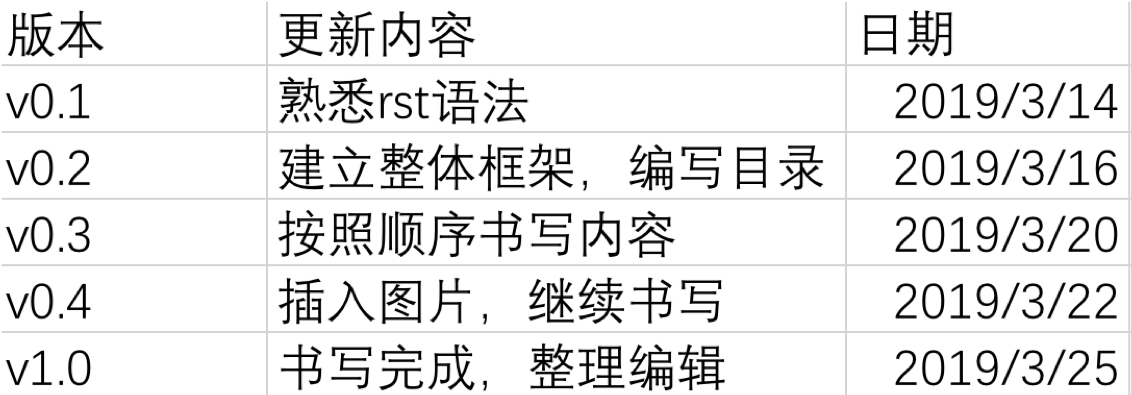 版本 更新内容 日期
v0.1 熟悉rst语法 2019/3/14
v0.2 建立整体框架，编写目录 2019/3/16
v0.3 按照顺序书写内容 2019/3/20
v0.4 插入图片，继续书写 2019/3/22
v1.0 书写完成，整理编辑 2019/3/25